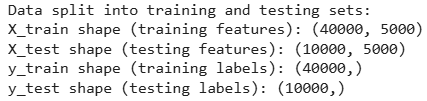 Data split into training and testing sets:
X_train shape (training features): (40000, 5000)
X_test shape (testing features): (10000, 5000)
y_train shape (training labels): (40000,)
y_test shape (testing labels): (10000,)